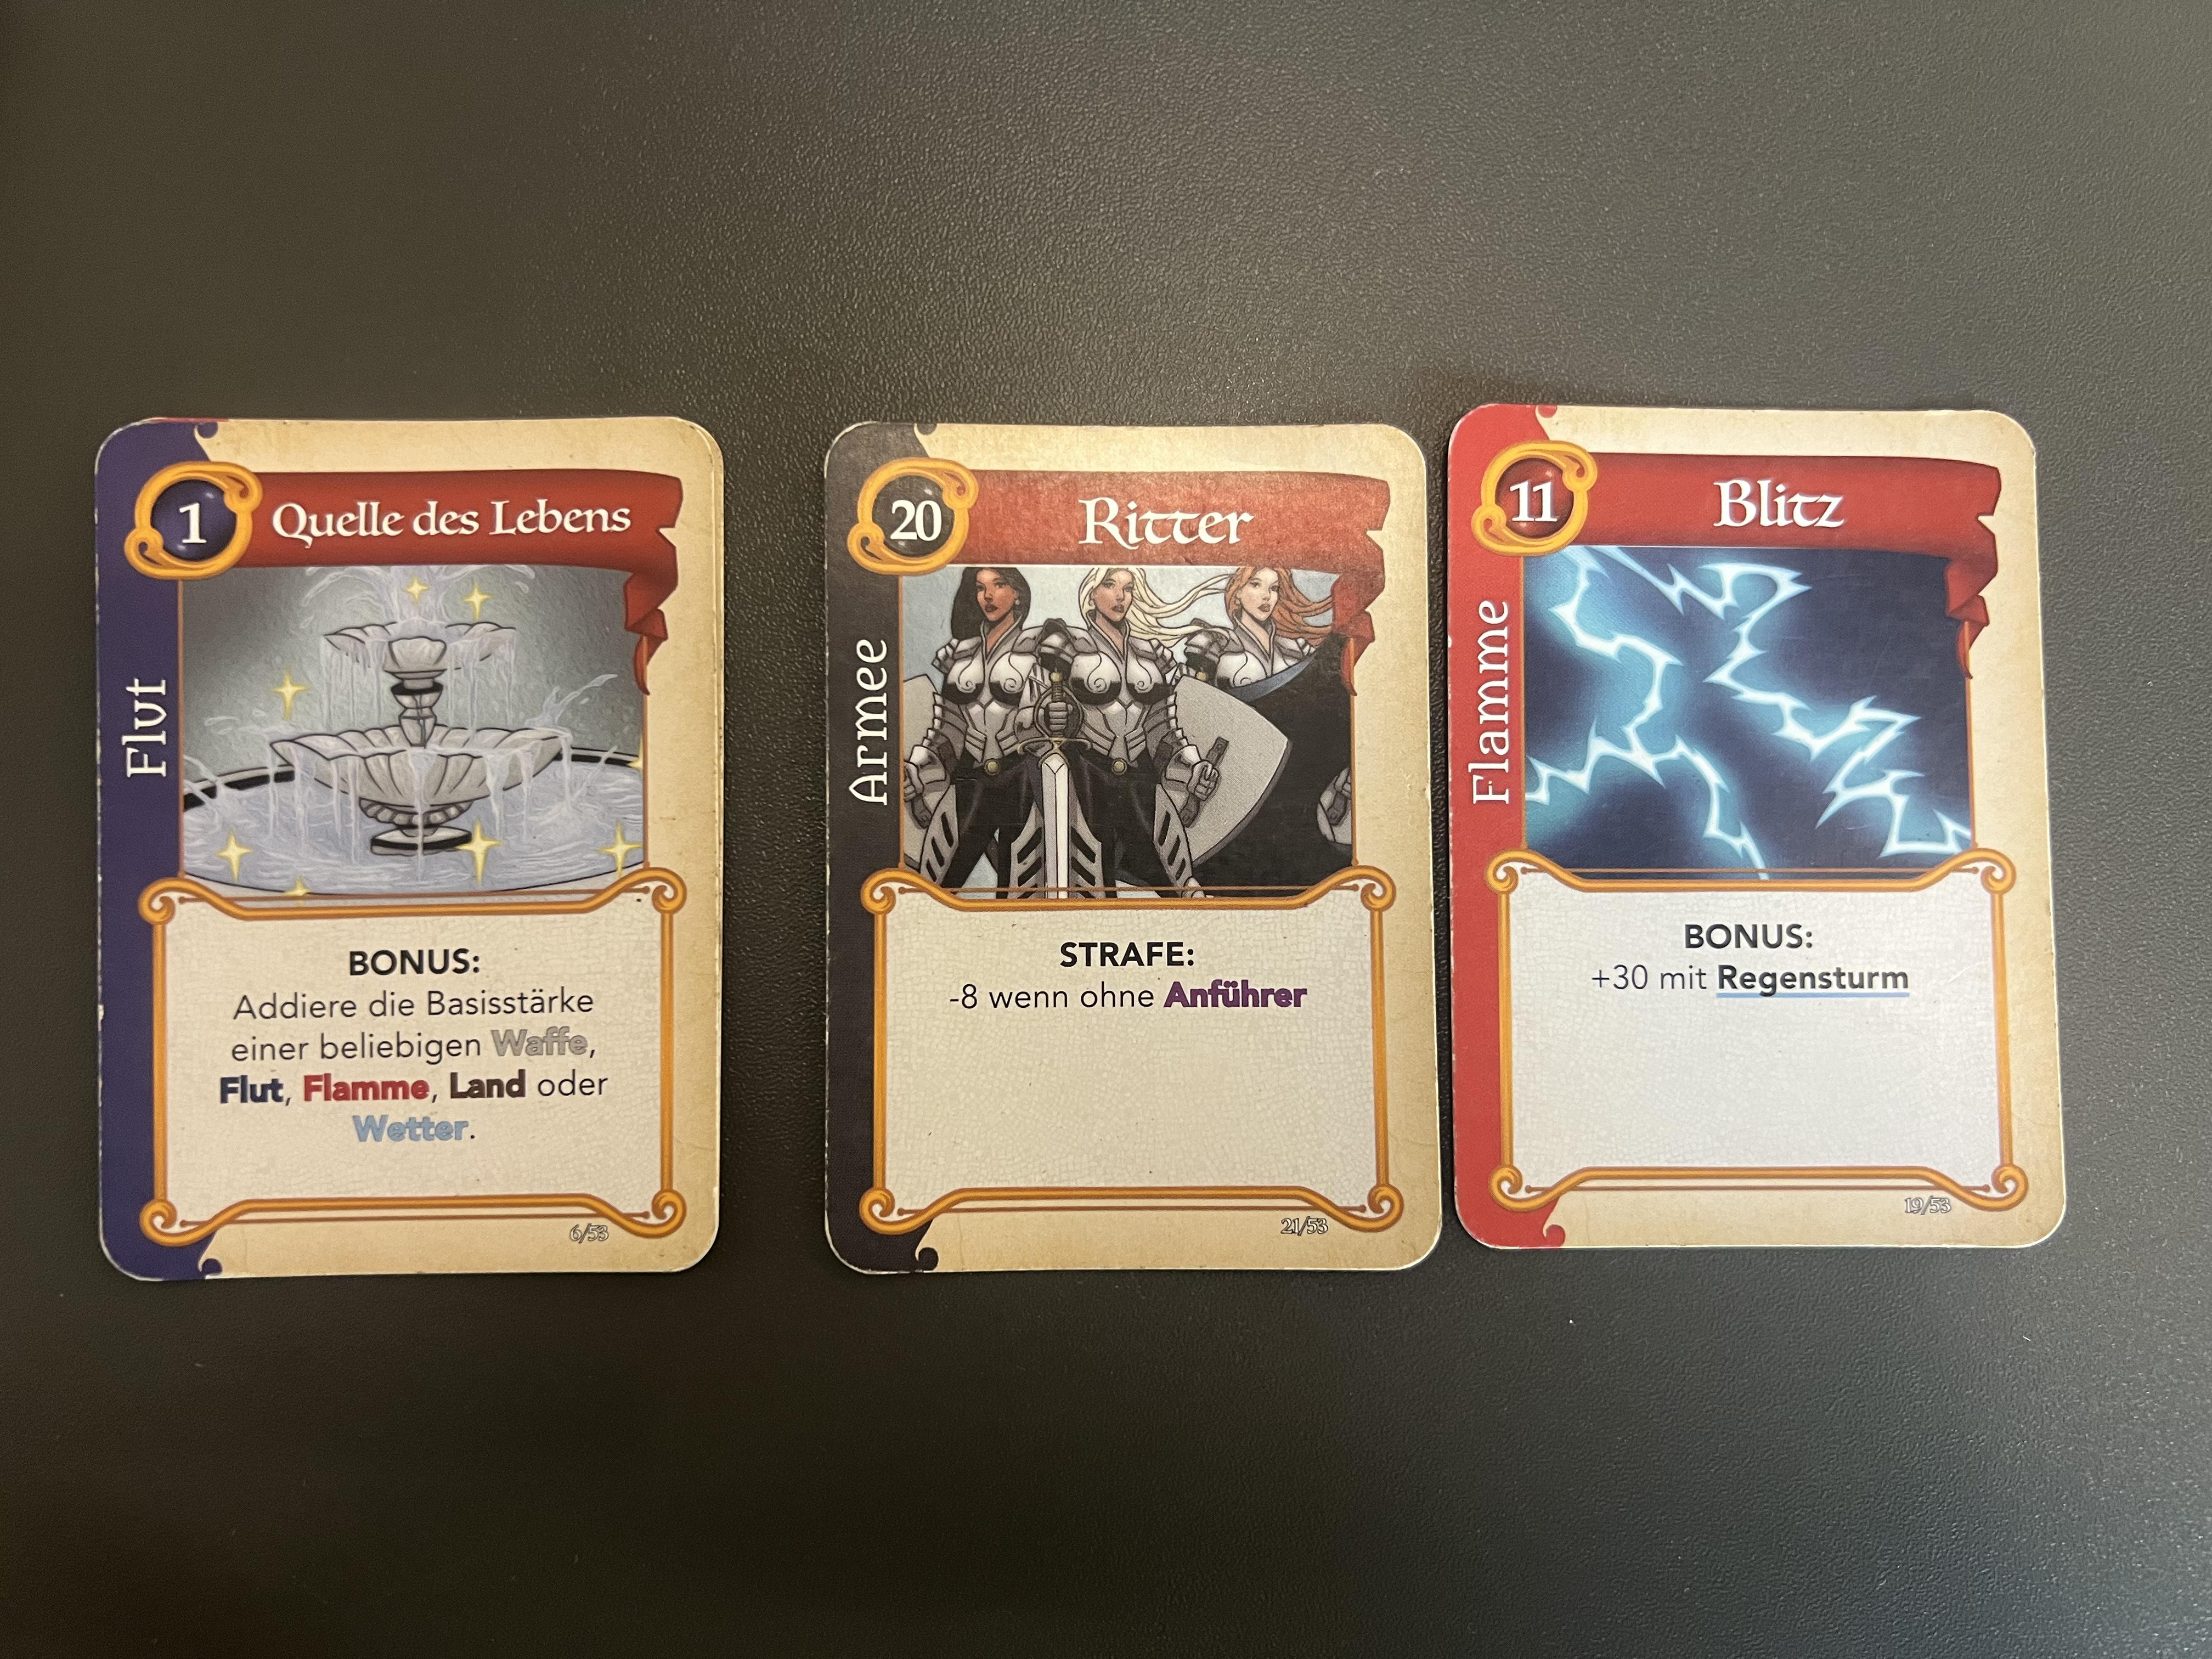 1
Quelle des Lebens
Flut
BONUS:
Addiere die Basisstärke
einer beliebigen Waffe,
Flut, Flamme, Land oder
Wetter.
6/53
20
Ritter
Armee
STRAFE:
-8 wenn ohne Anführer
21/53
11
Blitz
Flamme
BONUS:
+30 mit Regensturm
19/53